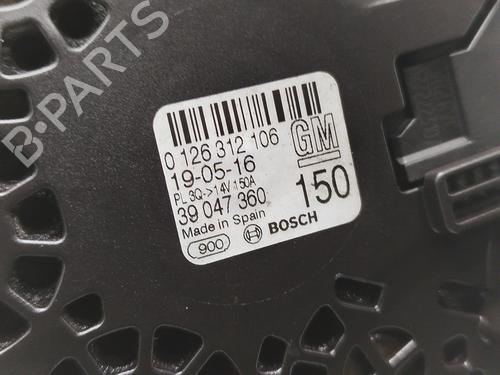 B-PARTS
0 126 312 106
GM
19-05-16
PL 3Q->14V 150A
39 047 360
150
Made in Spain
900
BOSCH